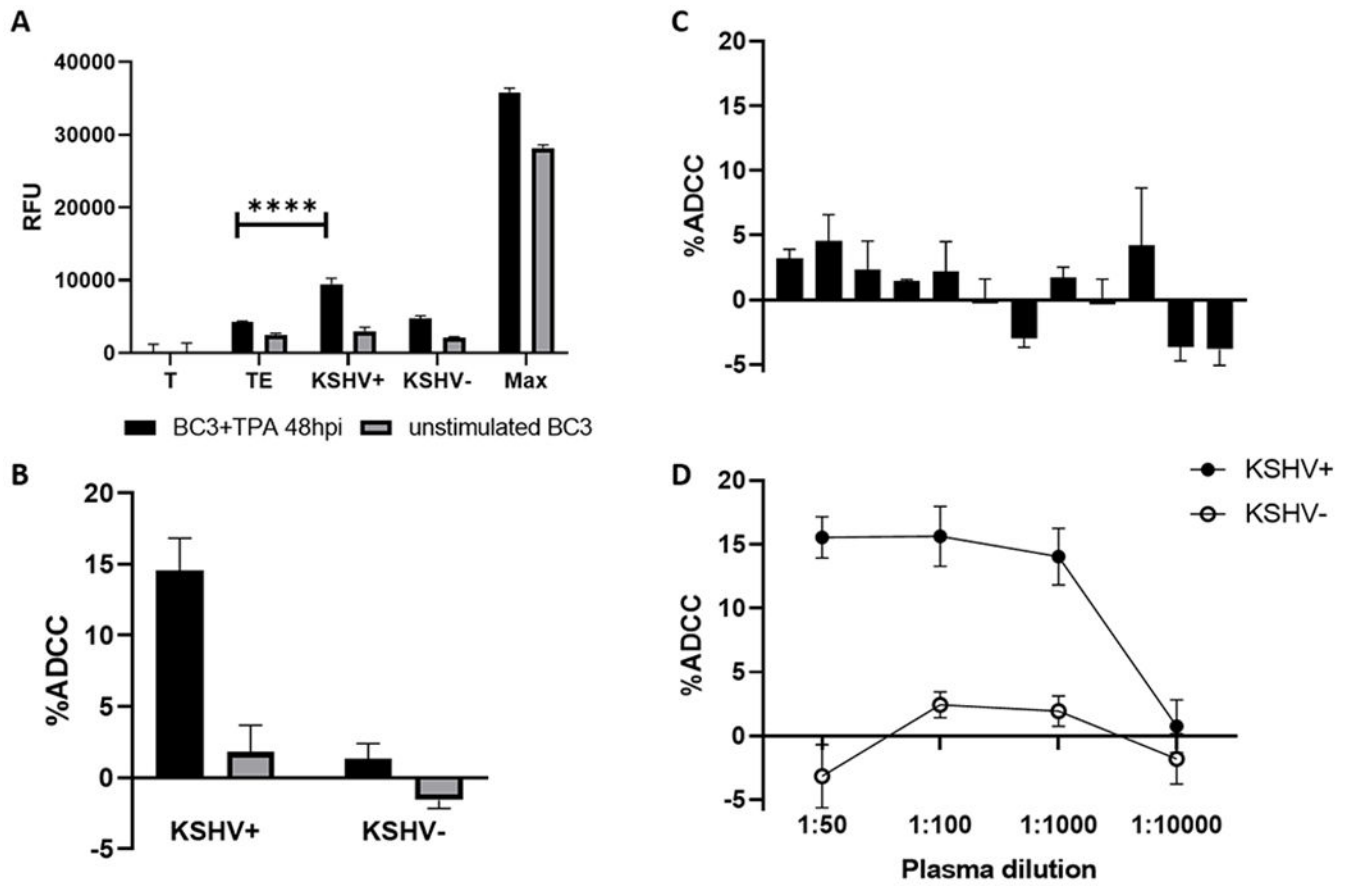 A
40000
30000
20000
10000
0
RFU
****
T TE KSHV+ KSHV- Max
BC3+TPA 48hpi unstimulated BC3
B
20
15
10
5
0
-5
%ADCC
KSHV+ KSHV-
C
20
15
10
5
0
-5
%ADCC
D
KSHV+
KSHV-
20
15
10
5
0
-5
%ADCC
1:50 1:100 1:1000 1:10000
Plasma dilution